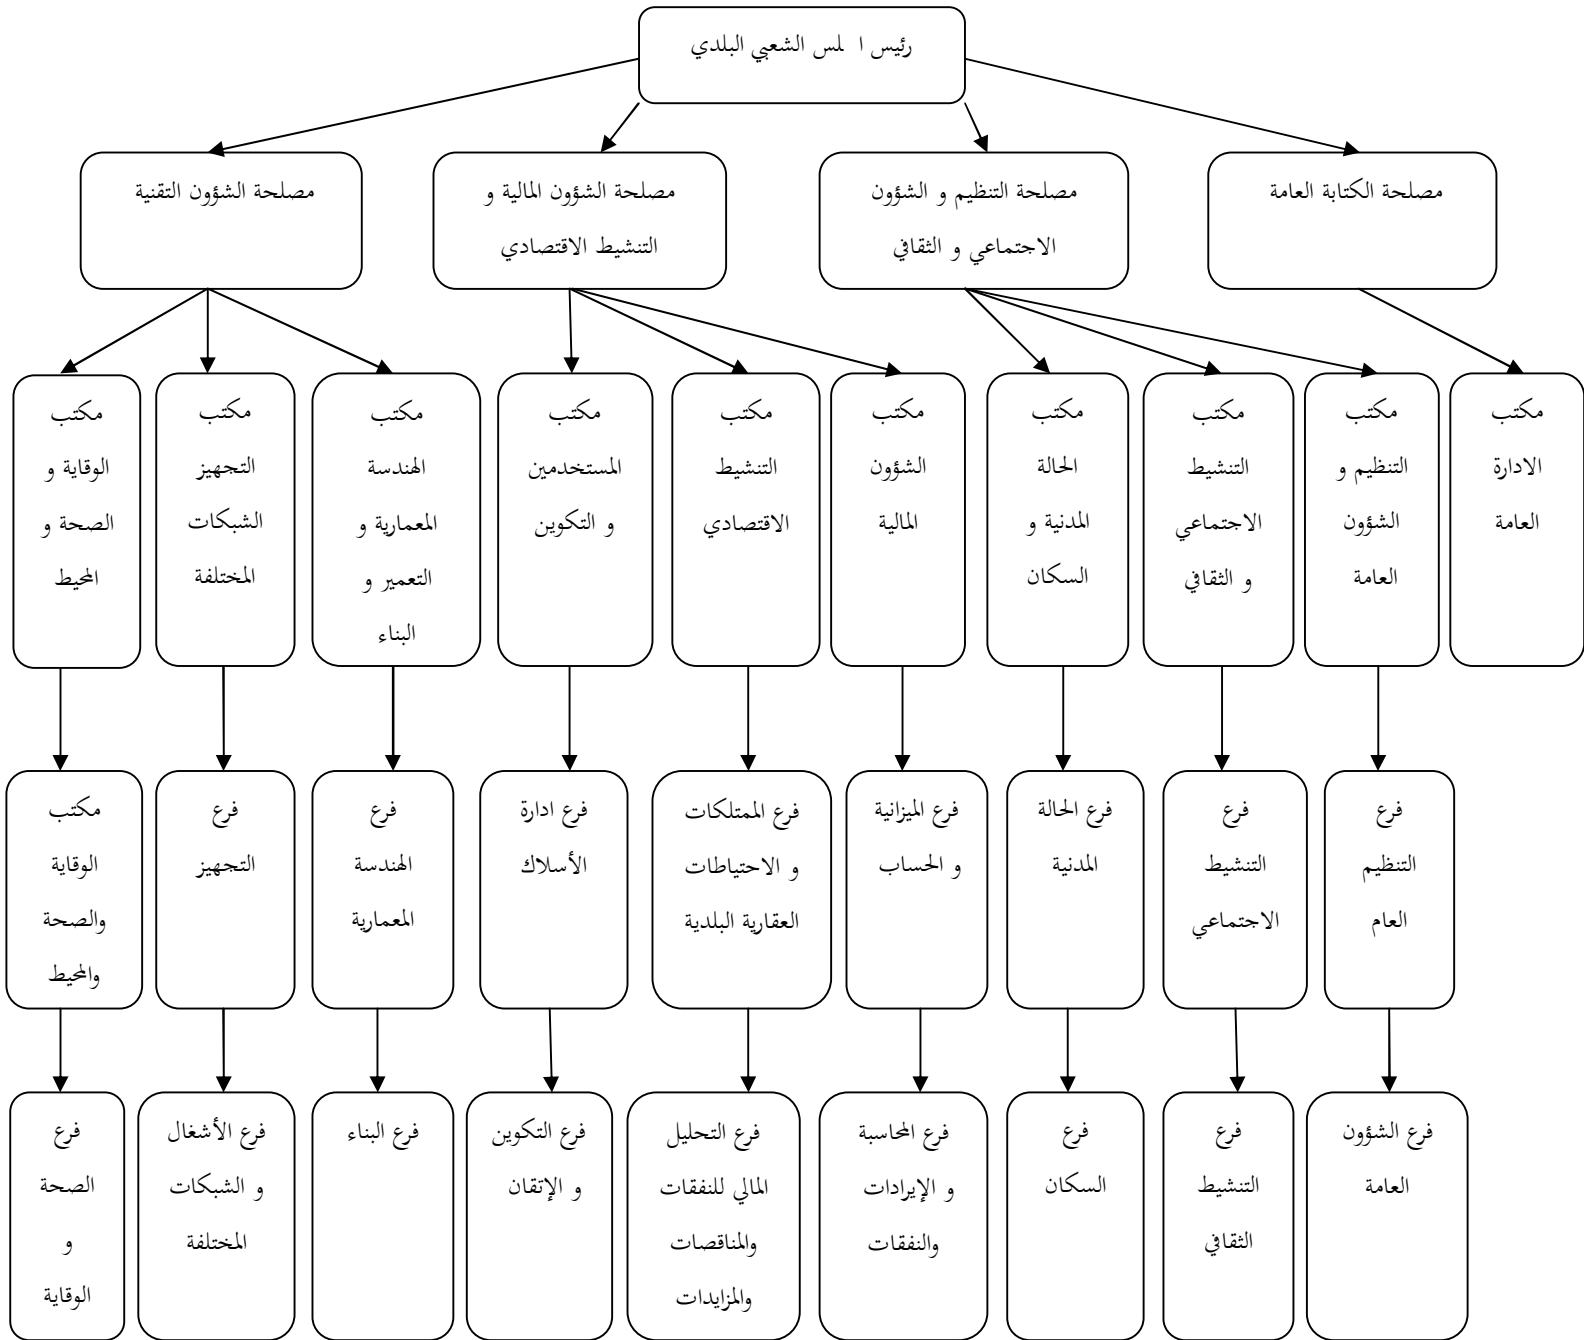 رئيس ا لس الشعبي البلدي
مصلحة الكتابة العامة
مصلحة التنظيم و الشؤون
الاجتماعي و الثقافي
مصلحة الشؤون المالية و
التنشيط الاقتصادي
مصلحة الشؤون التقنية
مكتب
الادارة
العامة
مكتب
التنظيم و
الشؤون
العامة
مكتب
التنشيط
الاجتماعي
و الثقافي
مكتب
الحالة
المدنية و
السكان
مكتب
الشؤون
المالية
مكتب
التنشيط
الاقتصادي
مكتب
المستخدمين
و التكوين
مكتب
الهندسة
المعمارية و
التعمير و
البناء
مكتب
التجهيز
الشبكات
المختلفة
مكتب
الوقاية و
الصحة و
المحيط
فرع
التنظيم
العام
فرع
التنشيط
الاجتماعي
فرع الحالة
المدنية
فرع الميزانية
و الحساب
فرع الممتلكات
و الاحتياطات
العقارية البلدية
فرع ادارة
الأسلاك
فرع
الهندسة
المعمارية
فرع
التجهيز
مكتب
الوقاية
والصحة
والمحيط
فرع الشؤون
العامة
فرع
التنشيط
الثقافي
فرع
السكان
فرع المحاسبة
و الإيرادات
والنفقات
فرع التحليل
المالي للنفقات
والمناقصات
والمزايدات
فرع التكوين
و الإتقان
فرع البناء
فرع الأشغال
و الشبكات
المختلفة
فرع
الصحة
و
الوقاية